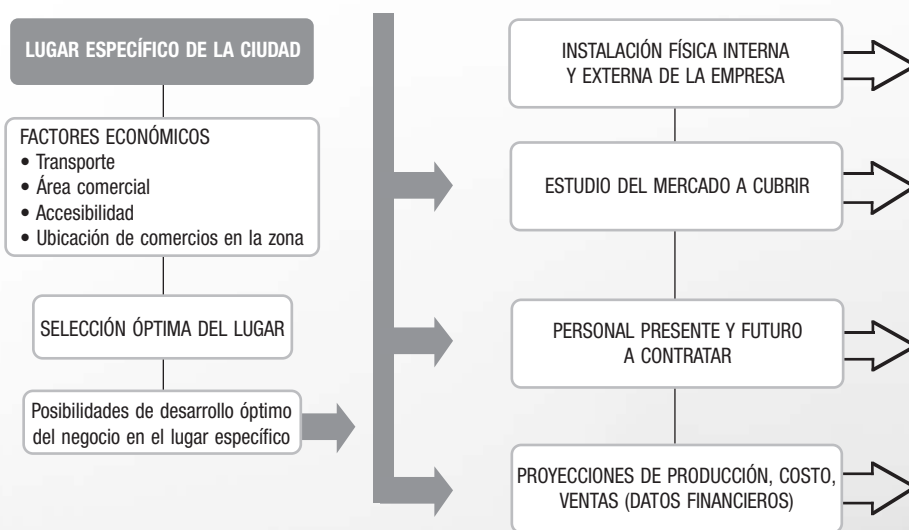 LUGAR ESPECÍFICO DE LA CIUDAD
FACTORES ECONÓMICOS
• Transporte
• Área comercial
• Accesibilidad
• Ubicación de comercios en la zona
SELECCIÓN ÓPTIMA DEL LUGAR
Posibilidades de desarrollo óptimo
del negocio en el lugar específico
INSTALACIÓN FÍSICA INTERNA
Y EXTERNA DE LA EMPRESA
ESTUDIO DEL MERCADO A CUBRIR
PERSONAL PRESENTE Y FUTURO
A CONTRATAR
PROYECCIONES DE PRODUCCIÓN, COSTO,
VENTAS (DATOS FINANCIEROS)